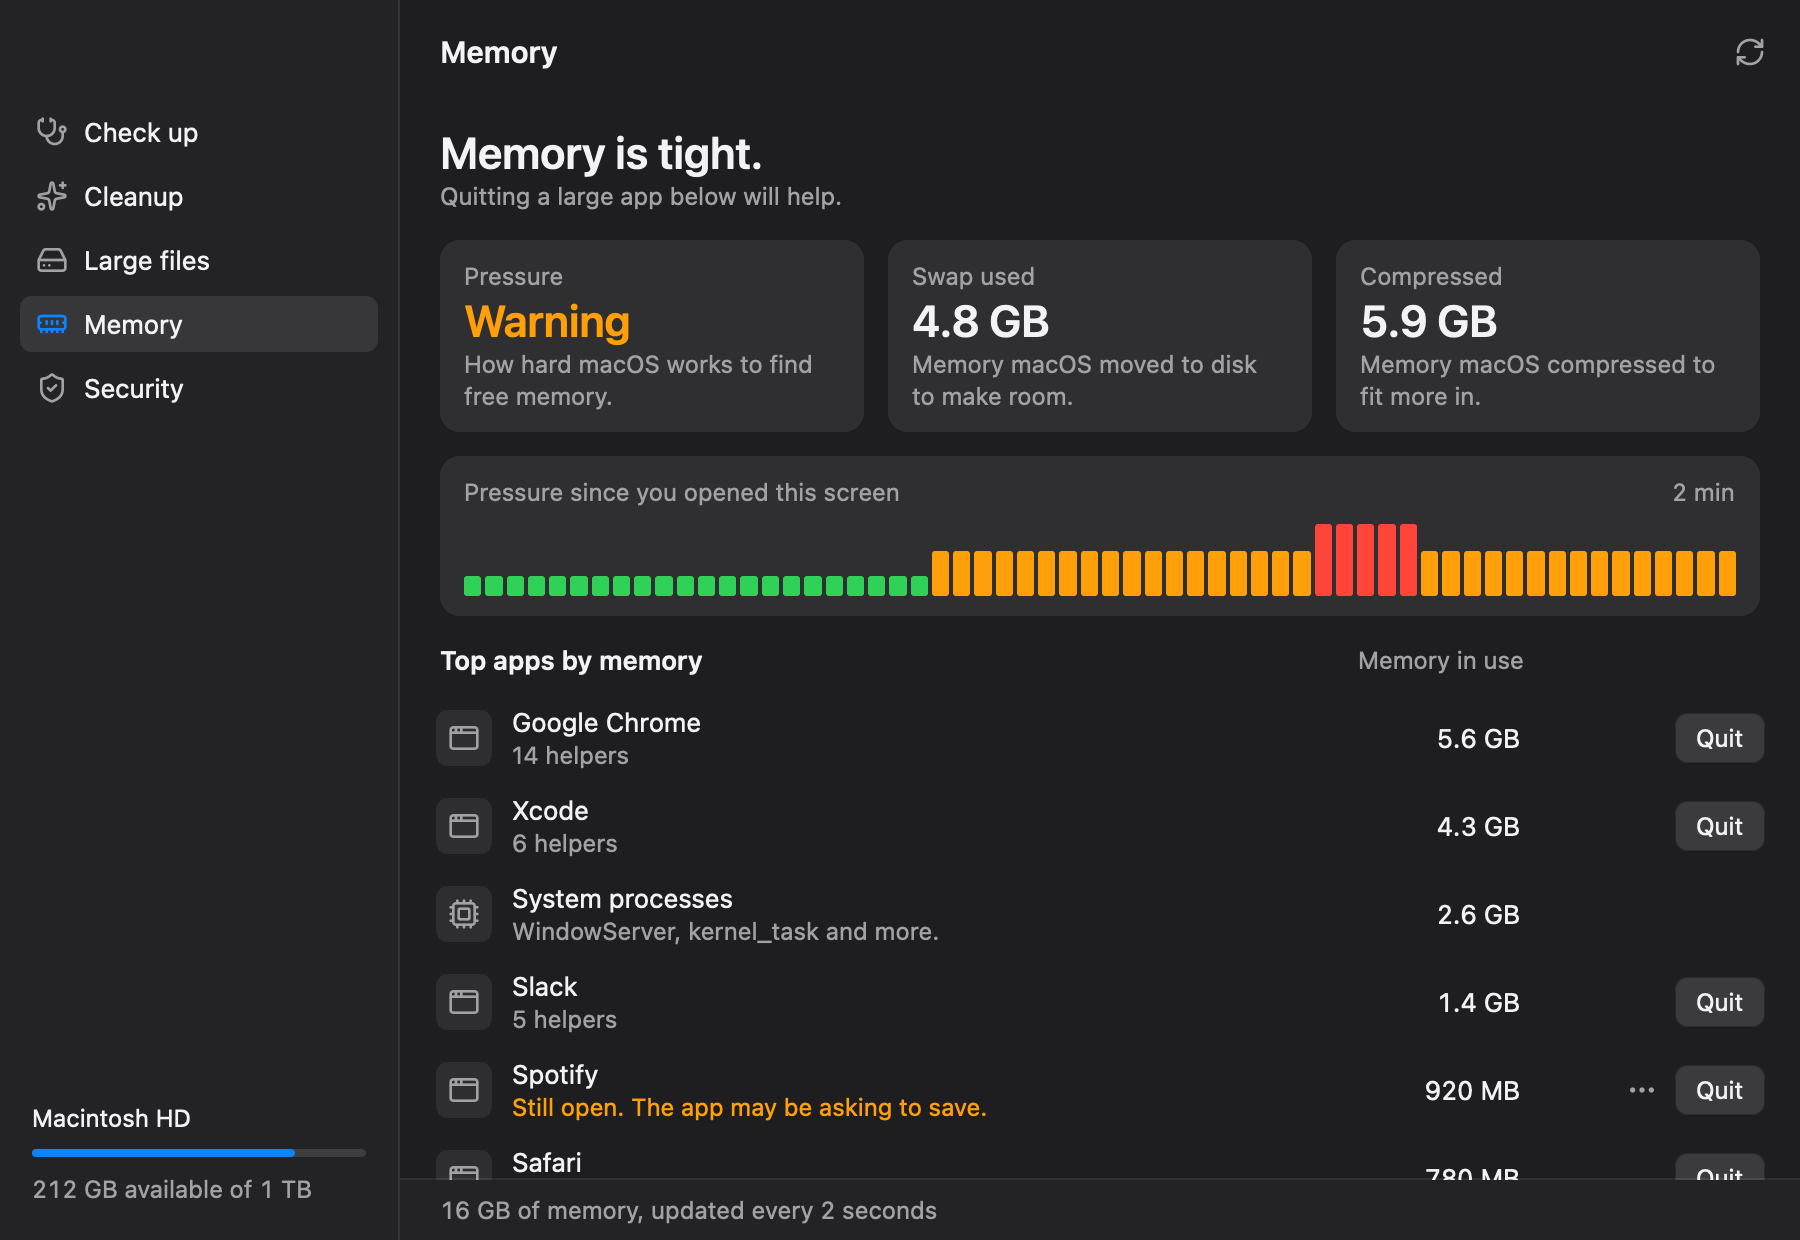 Memory
Check up
Cleanup
Large files
Memory
Security
Macintosh HD
212 GB available of 1 TB
Memory is tight.
Quitting a large app below will help.
Pressure
Warning
How hard macOS works to find
free memory.
Swap used
4.8 GB
Memory macOS moved to disk
to make room.
Compressed
5.9 GB
Memory macOS compressed to
fit more in.
Pressure since you opened this screen
2 min
Top apps by memory
Memory in use
Google Chrome
14 helpers
5.6 GB
Quit
Xcode
6 helpers
4.3 GB
Quit
System processes
WindowServer, kernel_task and more.
2.6 GB
Slack
5 helpers
1.4 GB
Quit
Spotify
Still open. The app may be asking to save.
920 MB
Quit
Safari
780 MB
Quit
16 GB of memory, updated every 2 seconds